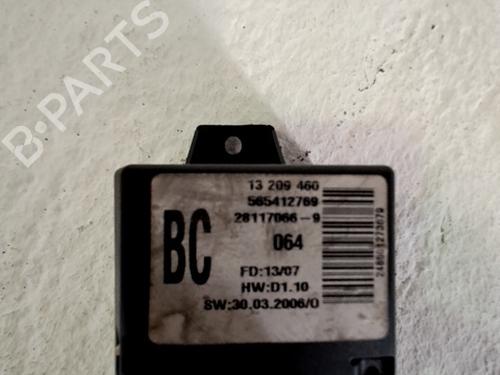 B-PARTS
13 209 460
565412769
28117066-9
BC
064
FD:13/07
HW:D1.10
SW:30.03.2006/0